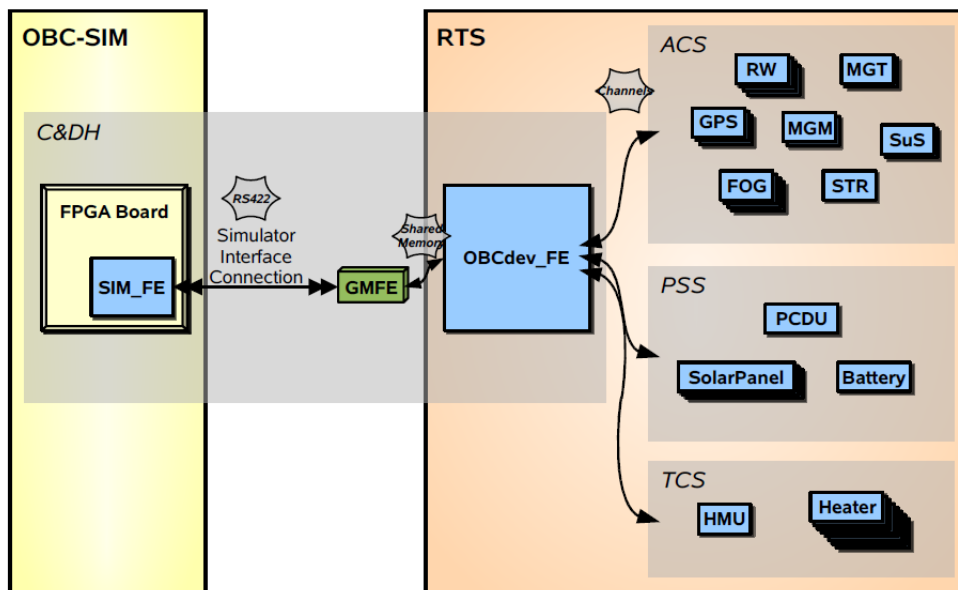 OBC-SIM
RTS
ACS
RW
MGT
Channels
GPS
MGM
SuS
FOG
STR
C&DH
FPGA Board
RS422
Simulator
Interface
Connection
SIM_FE
GMFE
Shared
Memory
OBCdev_FE
PSS
PCDU
SolarPanel
Battery
TCS
HMU
Heater